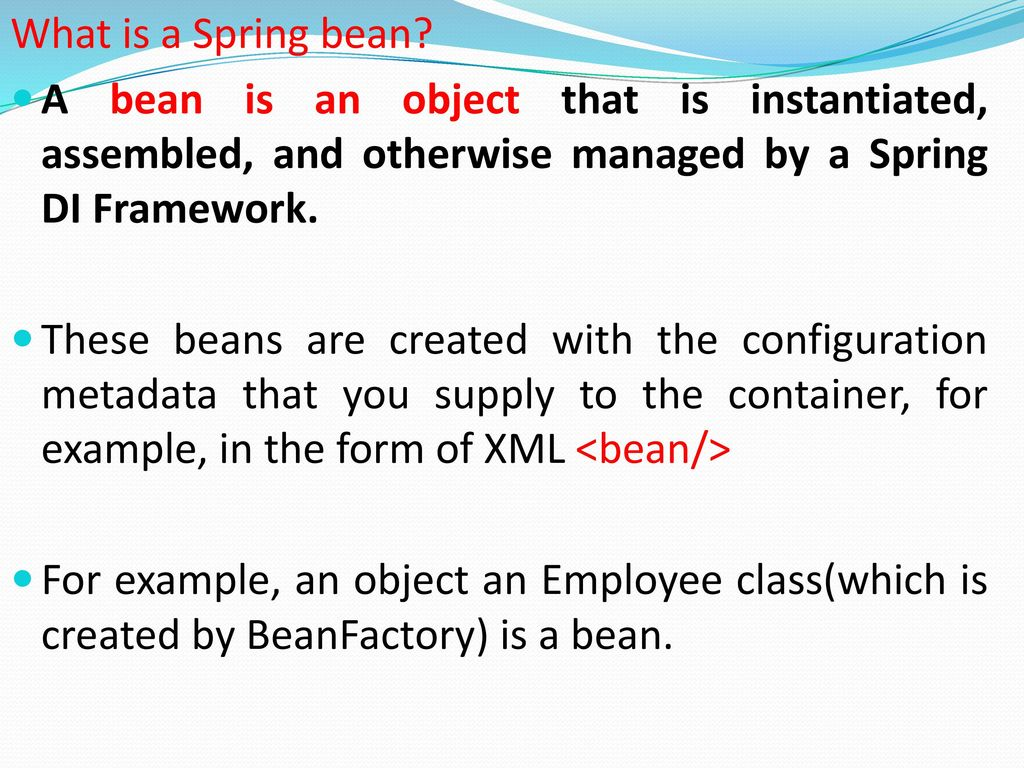 What is a Spring bean?
A bean is an object that is instantiated,
assembled, and otherwise managed by a Spring
DI Framework.
These beans are created with the configuration
metadata that you supply to the container, for
example, in the form of XML <bean/>
For example, an object an Employee class(which is
created by BeanFactory) is a bean.